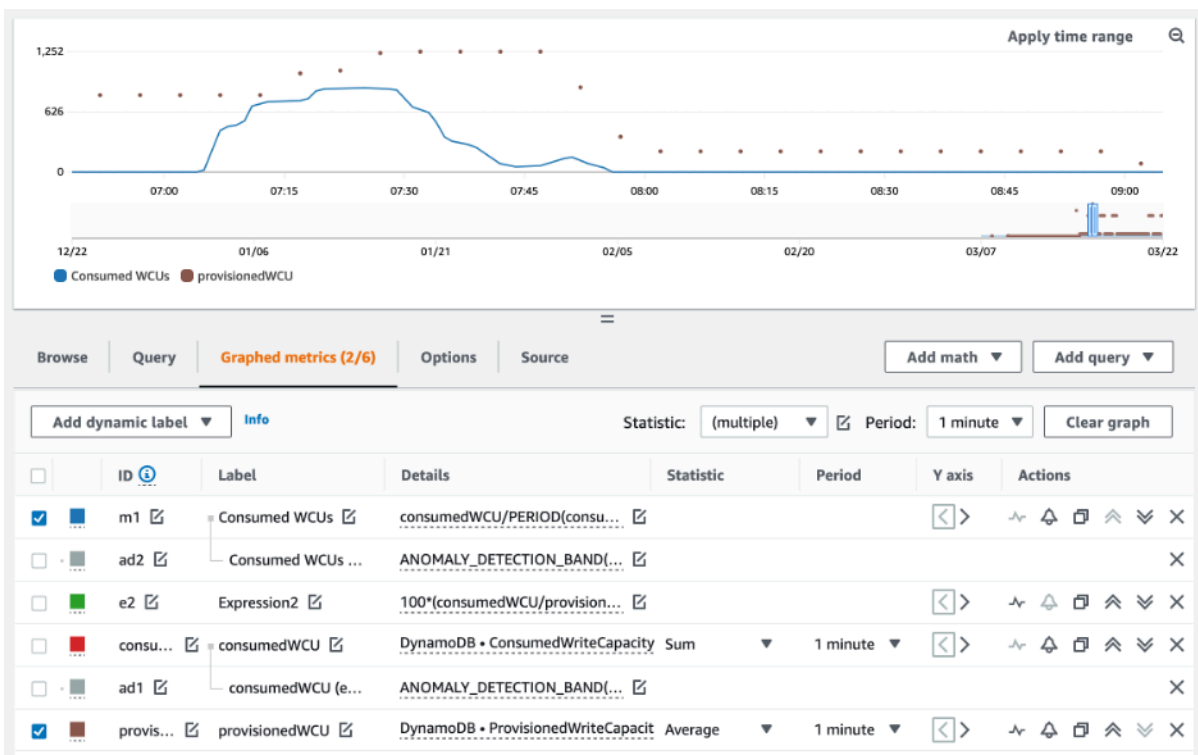 Apply time range
1,252
626
0
07:00 07:15 07:30 07:45 08:00 08:15 08:30 08:45 09:00
12/22 01/06 01/21 02/05 02/20 03/07 03/22
Consumed WCUs provisionedWCU
Browse Query Graphed metrics (2/6) Options Source Add math Add query
Add dynamic label Info Statistic: (multiple) Period: 1 minute Clear graph
ID Label Details Statistic Period Y axis Actions
m1 Consumed WCUs consumedWCU/PERIOD(consu...
ad2 Consumed WCUs ... ANOMALY_DETECTION_BAND(...
e2 Expression2 100*(consumedWCU/provision...
consu... consumedWCU DynamoDB • ConsumedWriteCapacity Sum 1 minute
ad1 consumedWCU (e... ANOMALY_DETECTION_BAND(...
provis... provisionedWCU DynamoDB • ProvisionedWriteCapacit Average 1 minute